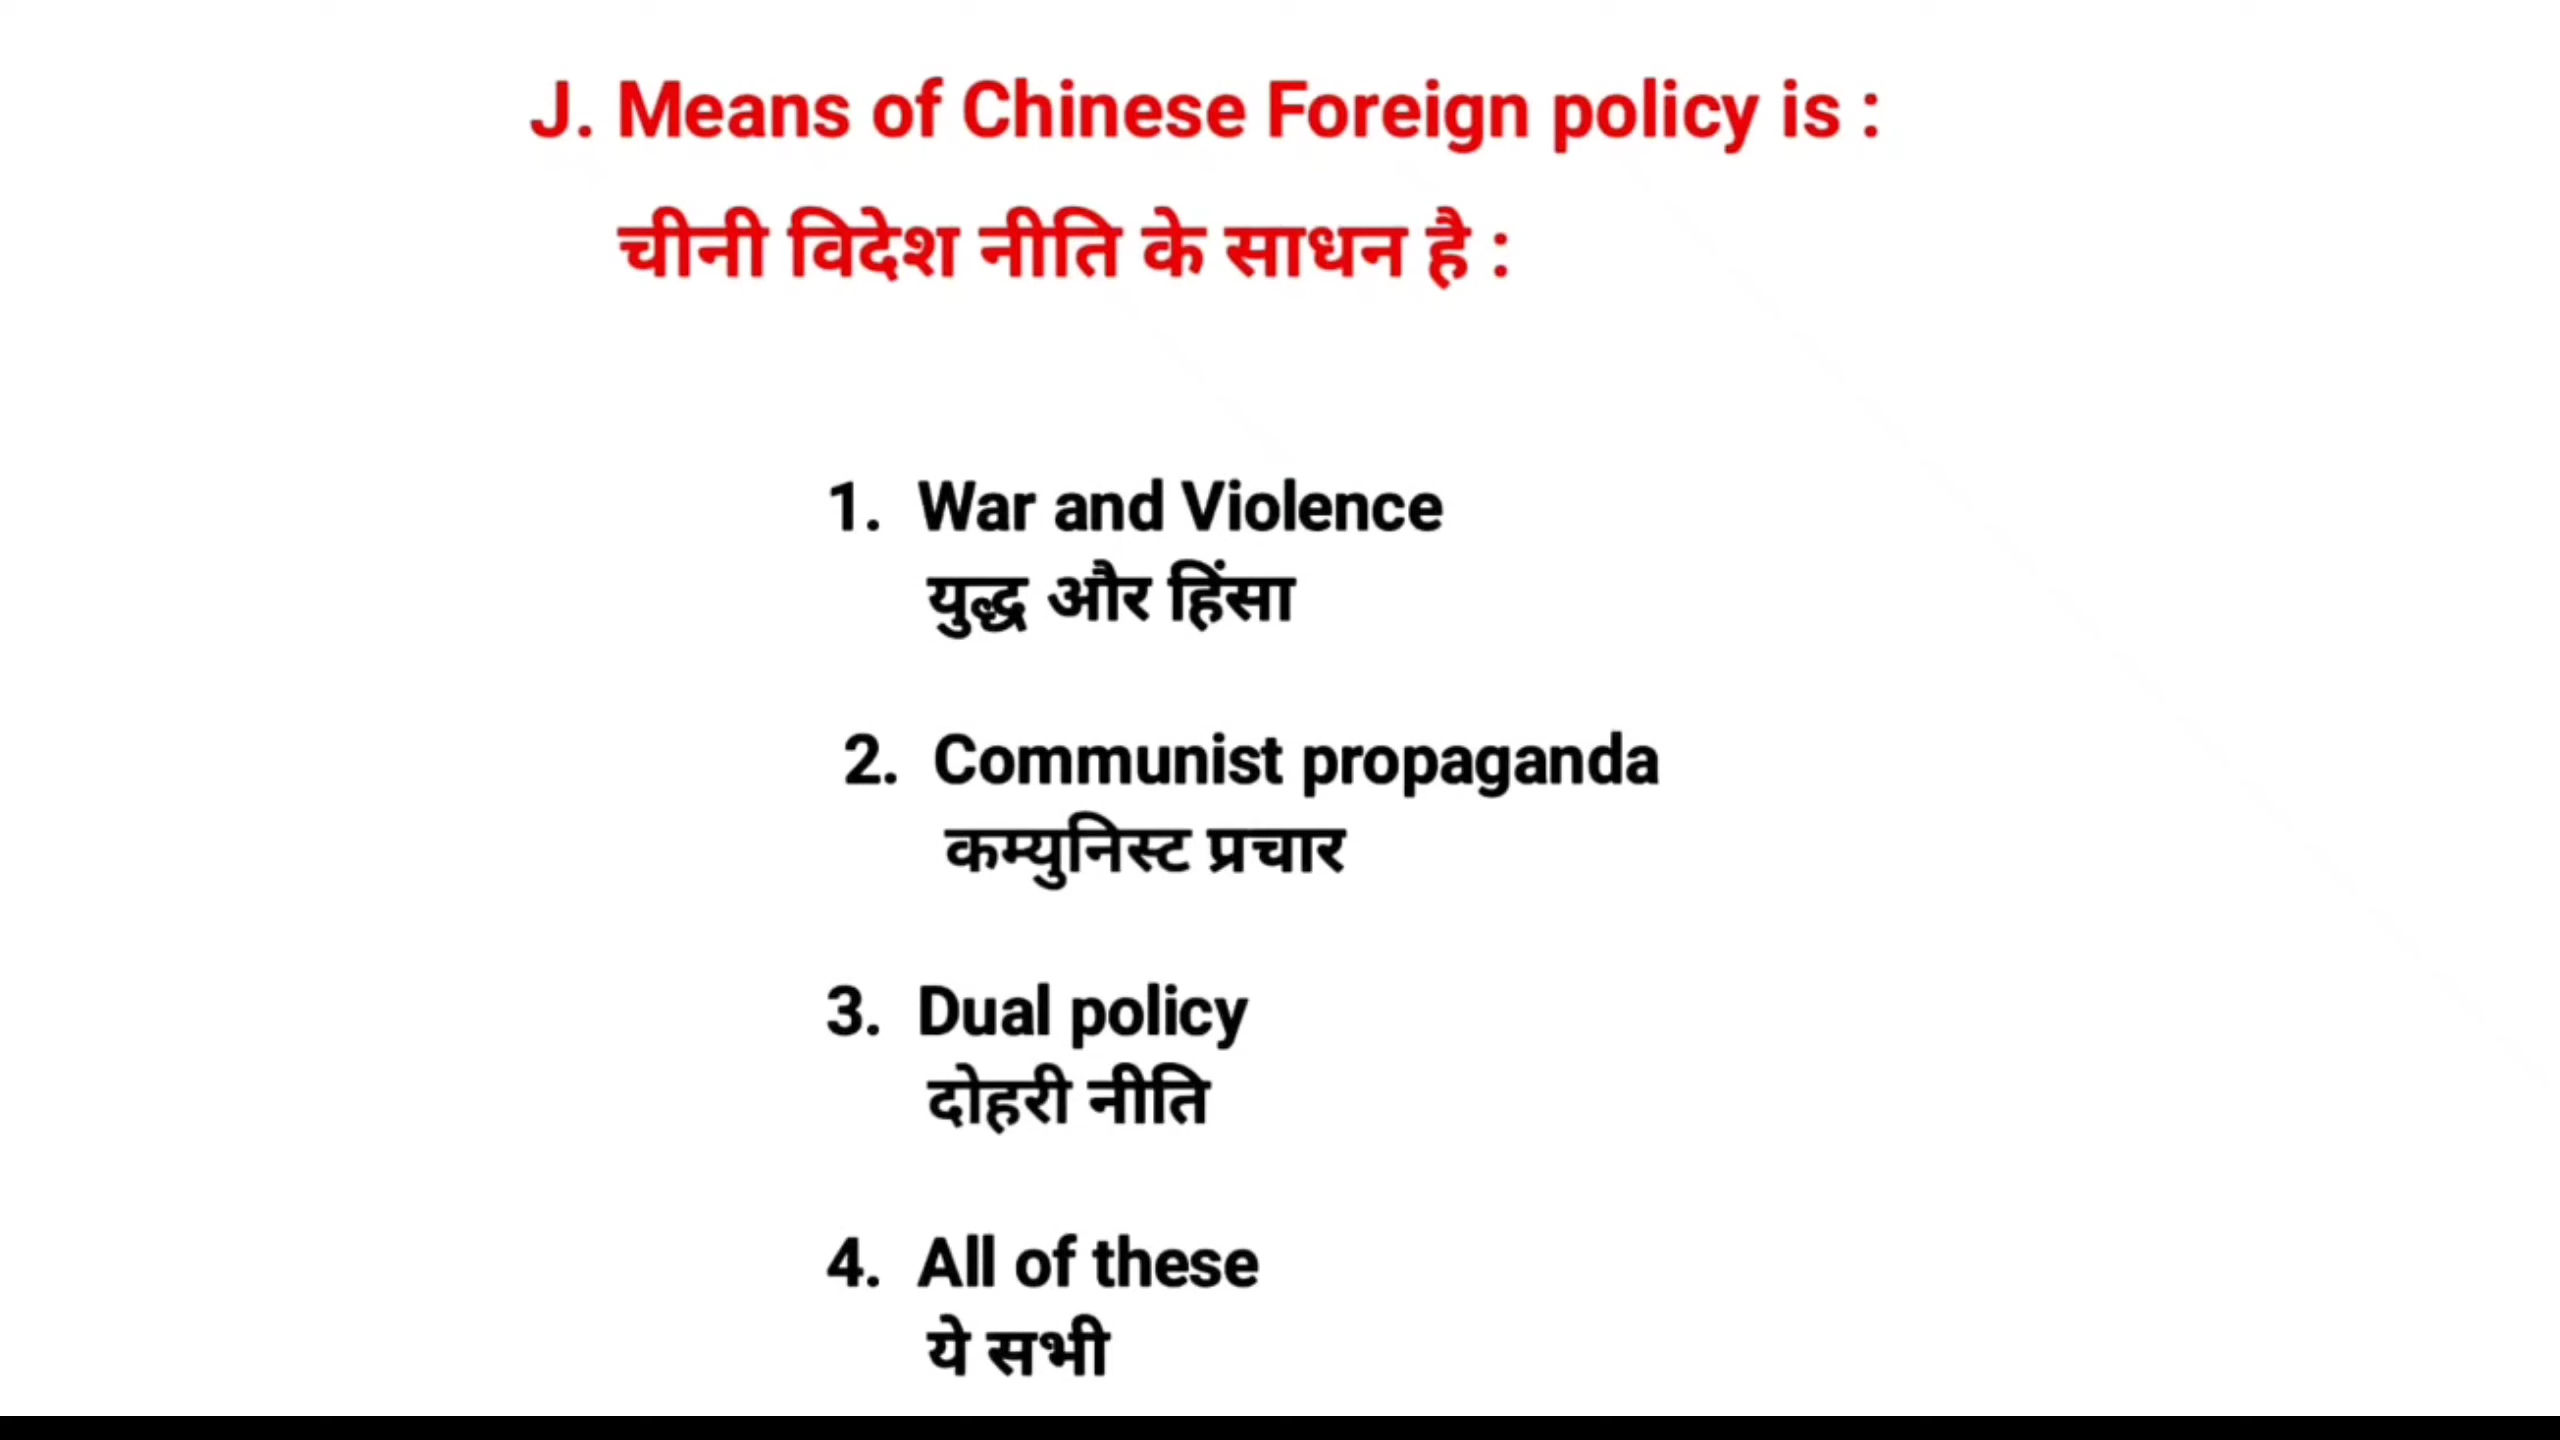 J. Means of Chinese Foreign policy is :
चीनी विदेश नीति के साधन है :
1. War and Violence
युद्ध और हिंसा
2. Communist propaganda
कम्युनिस्ट प्रचार
3. Dual policy
दोहरी नीति
4. All of these
ये सभी